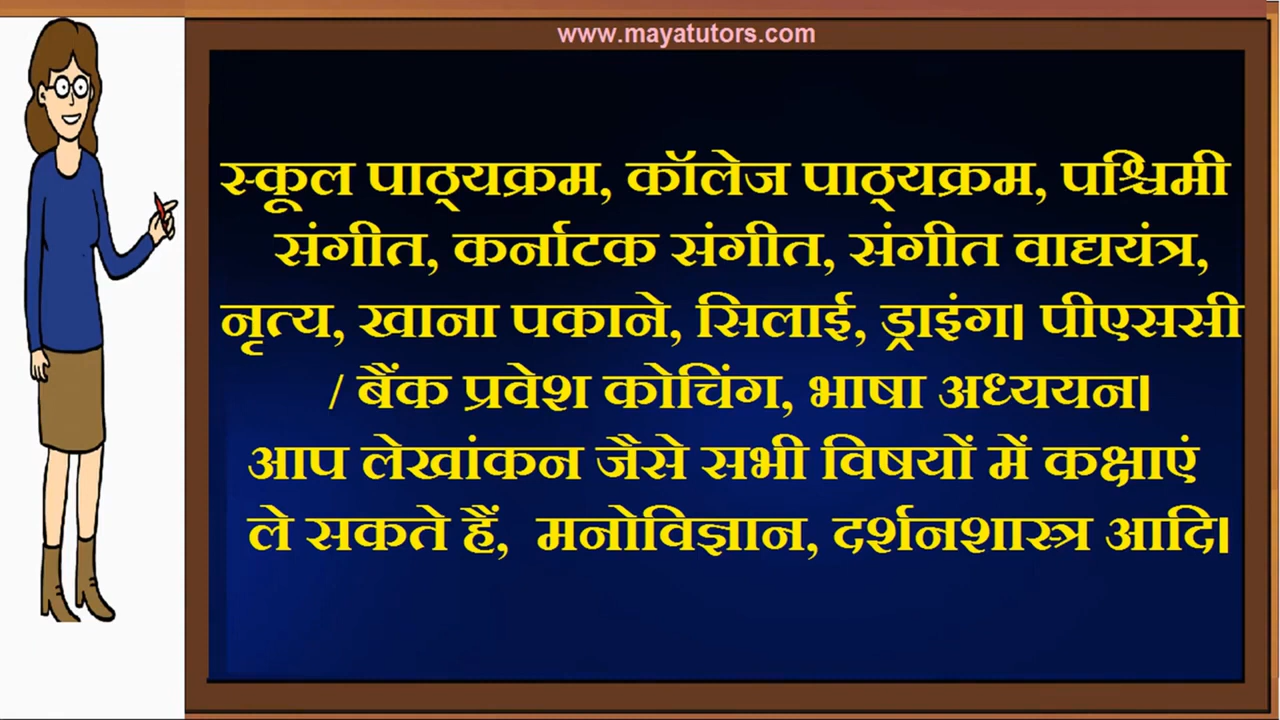 www.mayatutors.com
स्कूल पाठ्यक्रम, कॉलेज पाठ्यक्रम, पश्चिमी
संगीत, कर्नाटक संगीत, संगीत वाद्ययंत्र,
नृत्य, खाना पकाने, सिलाई, ड्राइंग। पीएससी
/ बैंक प्रवेश कोचिंग, भाषा अध्ययन।
आप लेखांकन जैसे सभी विषयों में कक्षाएं
ले सकते हैं, मनोविज्ञान, दर्शनशास्त्र आदि।